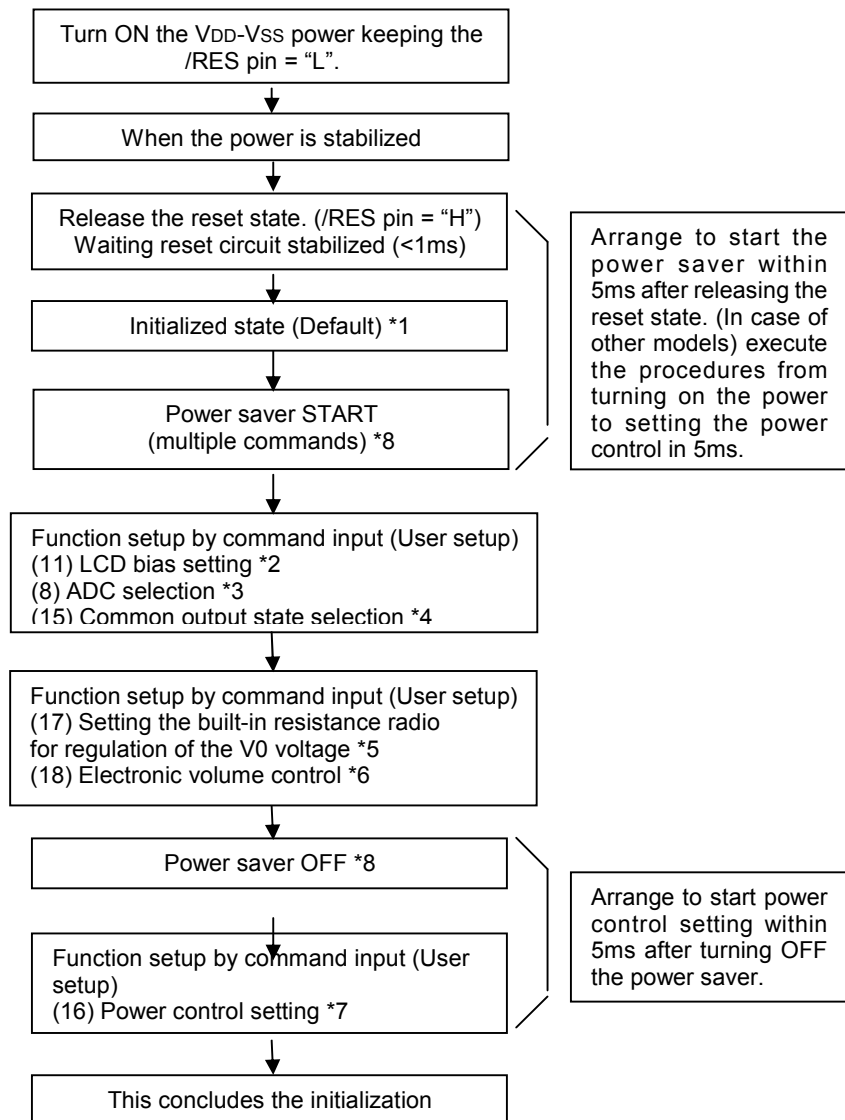 Turn ON the VDD-VSS power keeping the
/RES pin = “L”.
When the power is stabilized
Release the reset state. (/RES pin = “H”)
Waiting reset circuit stabilized (<1ms)
Arrange to start the
power saver within
5ms after releasing the
reset state. (In case of
other models) execute
the procedures from
turning on the power
to setting the power
control in 5ms.
Initialized state (Default) *1
Power saver START
(multiple commands) *8
Function setup by command input (User setup)
(11) LCD bias setting *2
(8) ADC selection *3
(15) Common output state selection *4
Function setup by command input (User setup)
(17) Setting the built-in resistance radio
for regulation of the V0 voltage *5
(18) Electronic volume control *6
Power saver OFF *8
Arrange to start power
control setting within
5ms after turning OFF
the power saver.
Function setup by command input (User
setup)
(16) Power control setting *7
This concludes the initialization